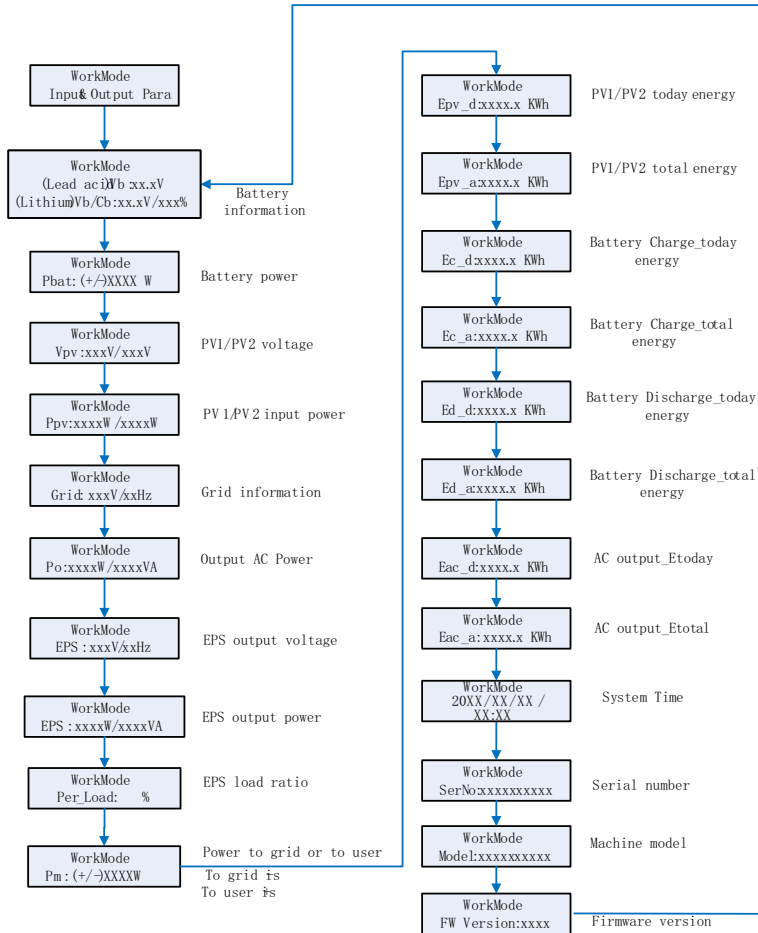 WorkMode
Input& Output Para
WorkMode
(Lead acid)Vb:xx.xV
(Lithium)Vb/Cb:xx.xV/xxx%
Battery
information
WorkMode
Pbat:(+/-)XXXX W
Battery power
WorkMode
Vpv:xxxV/xxxV
PV1/PV2 voltage
WorkMode
Ppv:xxxxW/xxxxW
PV1/PV2 input power
WorkMode
Grid:xxxV/xxHz
Grid information
WorkMode
Po:xxxxW/xxxxVA
Output AC Power
WorkMode
EPS:xxxV/xxHz
EPS output voltage
WorkMode
EPS:xxxxW/xxxxVA
EPS output power
WorkMode
Per_Load: %
EPS load ratio
WorkMode
Pm:(+/-)XXXXW
Power to grid or to user
To grid is
To user is
WorkMode
Epv_d:xxxx.x KWh
PV1/PV2 today energy
WorkMode
Epv_a:xxxx.x KWh
PV1/PV2 total energy
WorkMode
Ec_d:xxxx.x KWh
Battery Charge_today
energy
WorkMode
Ec_a:xxxx.x KWh
Battery Charge_total
energy
WorkMode
Ed_d:xxxx.x KWh
Battery Discharge_today
energy
WorkMode
Ed_a:xxxx.x KWh
Battery Discharge_total
energy
WorkMode
Eac_d:xxxx.x KWh
AC output_Etoday
WorkMode
Eac_a:xxxx.x KWh
AC output_Etotal
WorkMode
20XX/XX/XX /
XX:XX
System Time
WorkMode
SerNo:xxxxxxxxxx
Serial number
WorkMode
Model:xxxxxxxxxx
Machine model
WorkMode
FW Version:xxxx
Firmware version